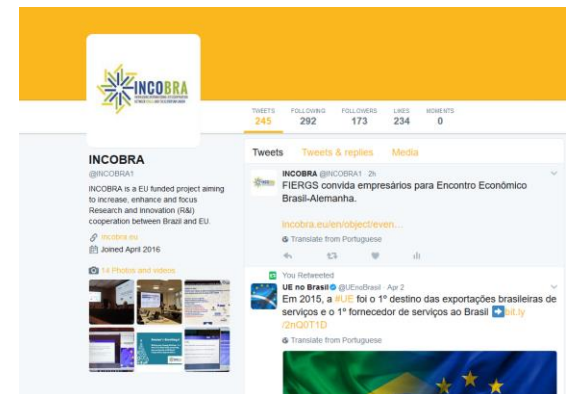 INCOBRA
TWEETS
245
FOLLOWING
292
FOLLOWERS
173
LIKES
234
MOMENTS
0
INCOBRA
@INCOBRA1
INCOBRA is a EU funded project aiming
to increase, enhance and focus
Research and Innovation (R&I)
cooperation between Brazil and EU.
incobra.eu
Joined April 2016
14 Photos and videos
Tweets Tweets & replies Media
INCOBRA @INCOBRA1 · 2h
FIERGS convida empresários para Encontro Econômico
Brasil-Alemanha.
incobra.eu/en/object/even…
Translate from Portuguese
You Retweeted
UE no Brasil @UEnoBrasil · Apr 2
Em 2015, a #UE foi o 1º destino das exportações brasileiras de
serviços e o 1º fornecedor de serviços ao Brasil bit.ly
/2nQ0T1D
Translate from Portuguese